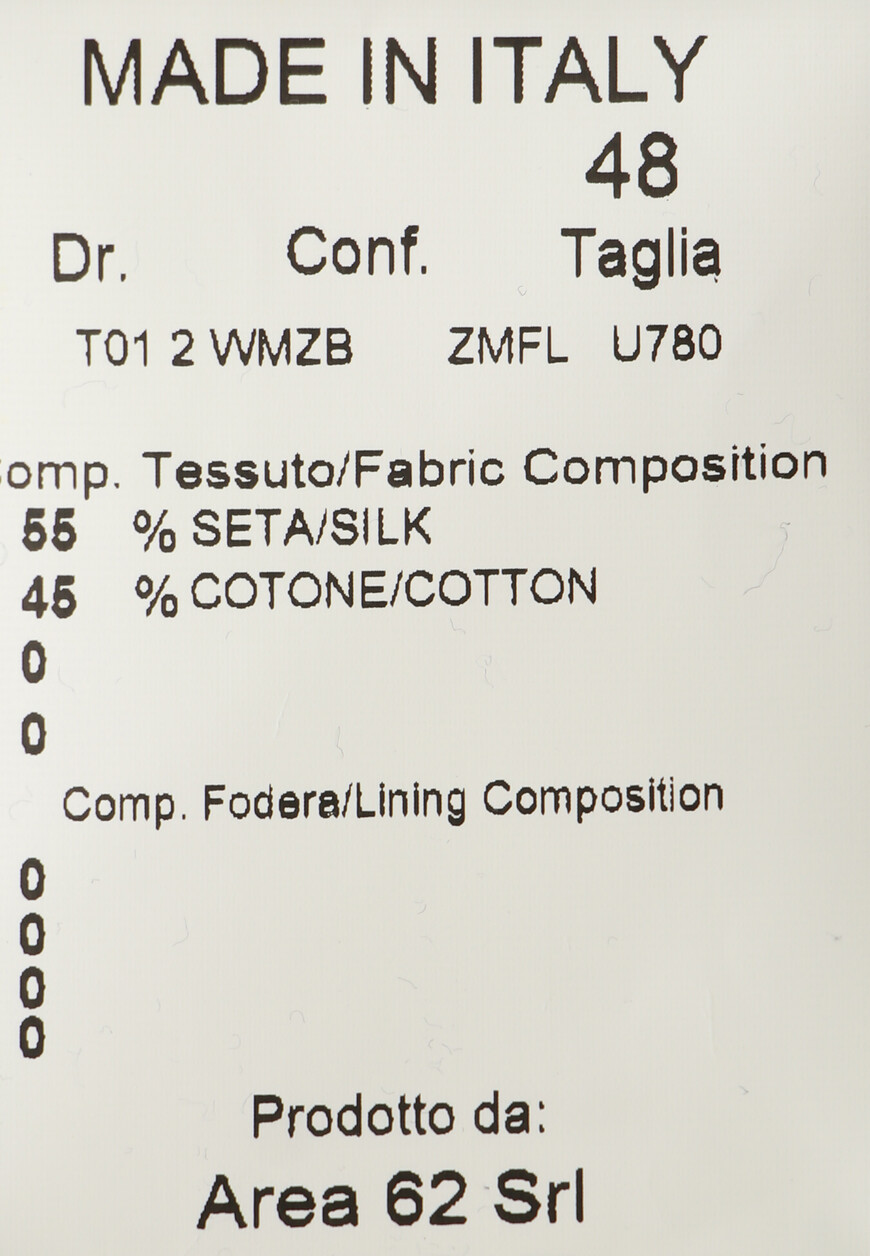 MADE IN ITALY
48
Dr. Conf. Taglia
T01 2 WMZB ZMFL U780
omp. Tessuto/Fabric Composition
55 % SETA/SILK
45 % COTONE/COTTON
0
0
Comp. Fodera/Lining Composition
0
0
0
0
Prodotto da:
Area 62 Srl